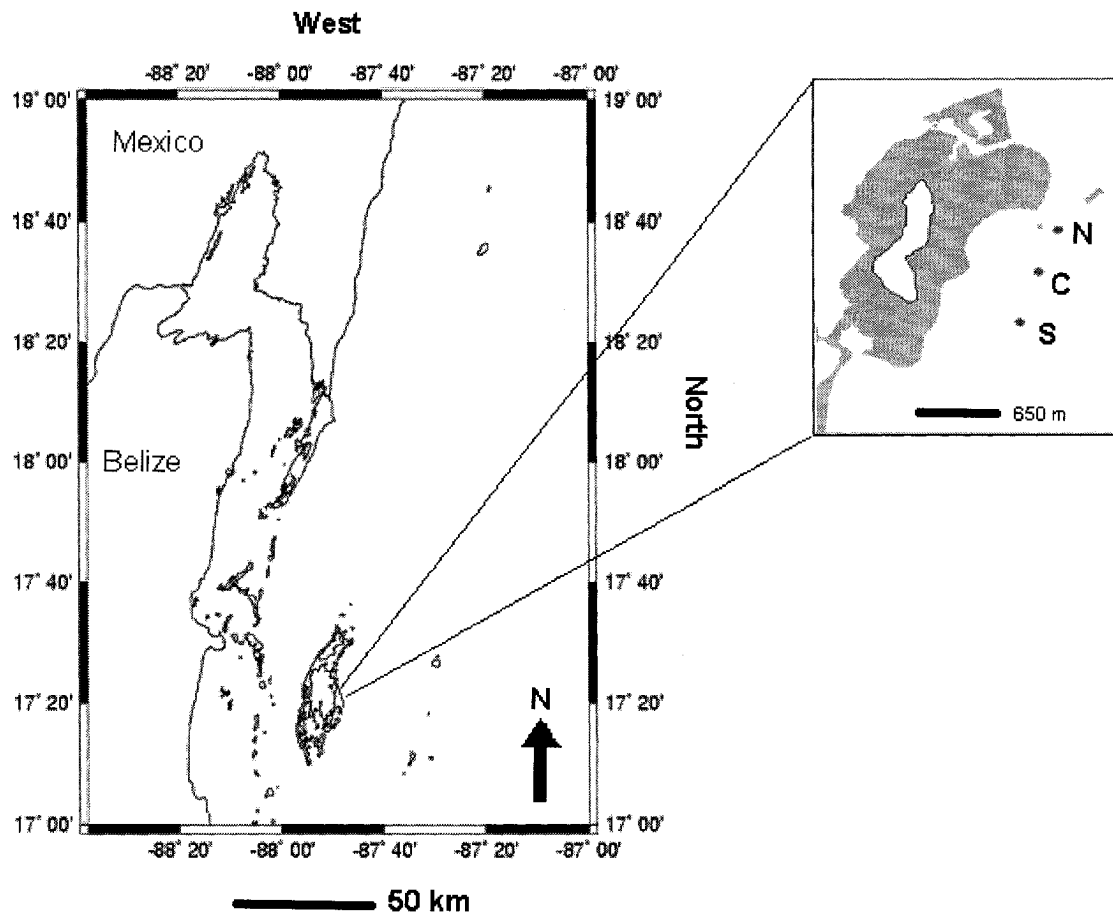 West
-88° 20' -88° 00' -87° 40' -87° 20' -87° 00'
19° 00' 19° 00'
Mexico
18° 40' 18° 40'
N
C
S
650 m
18° 20' 18° 20'
North
18° 00' 18° 00'
Belize
17° 40' 17° 40'
17° 20' 17° 20'
N
17° 00' 17° 00'
-88° 20' -88° 00' -87° 40' -87° 20' -87° 00'
50 km